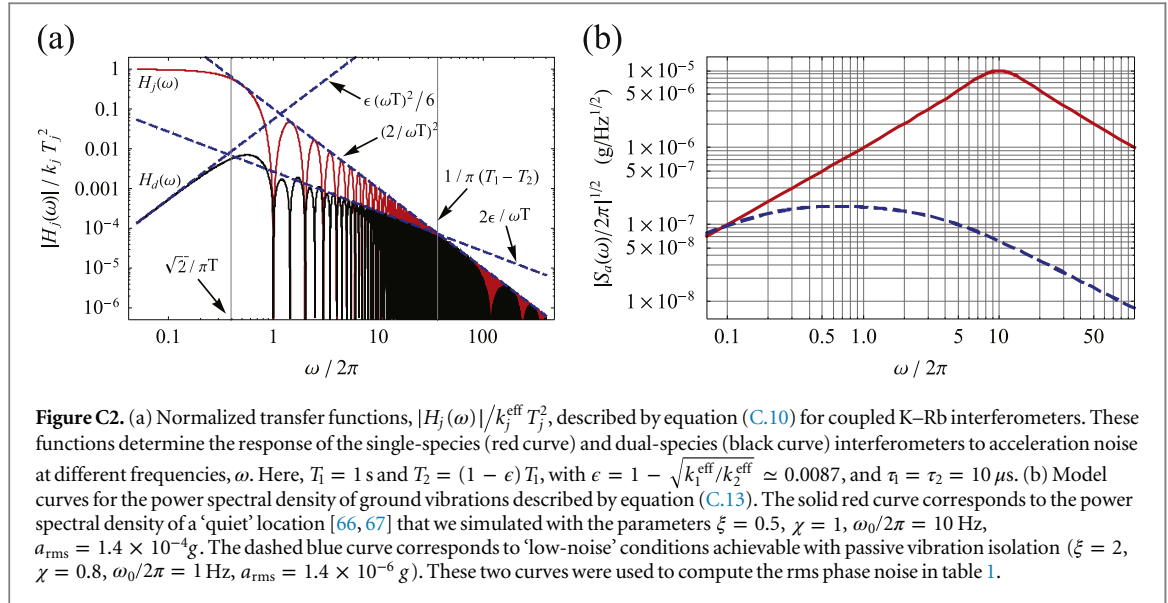 (a)
(b)
|H_j(ω)| / k_j T_j^2
1
0.1
0.01
0.001
10^-4
10^-5
10^-6
H_j(ω)
H_d(ω)
ϵ (ωT)^2/6
(2/ωT)^2
1/π (T_1 − T_2)
2ϵ/ωT
√2/πT
0.1 1 10 100
ω / 2π
|S_a(ω)/2π|^1/2 (g/Hz^1/2)
1 × 10^-5
5 × 10^-6
1 × 10^-6
5 × 10^-7
1 × 10^-7
5 × 10^-8
1 × 10^-8
0.1 0.5 1.0 5 10 50
ω / 2π
Figure C2. (a) Normalized transfer functions, |H_j(ω)|/k_j^eff T_j^2, described by equation (C.10) for coupled K–Rb interferometers. These
functions determine the response of the single-species (red curve) and dual-species (black curve) interferometers to acceleration noise
at different frequencies, ω. Here, T_1 = 1 s and T_2 = (1 − ϵ) T_1, with ϵ = 1 − √(k_1^eff/k_2^eff) ≃ 0.0087, and τ_1 = τ_2 = 10 μs. (b) Model
curves for the power spectral density of ground vibrations described by equation (C.13). The solid red curve corresponds to the power
spectral density of a ‘quiet’ location [66, 67] that we simulated with the parameters ξ = 0.5, χ = 1, ω_0/2π = 10 Hz,
a_rms = 1.4 × 10^-4 g. The dashed blue curve corresponds to ‘low-noise’ conditions achievable with passive vibration isolation (ξ = 2,
χ = 0.8, ω_0/2π = 1 Hz, a_rms = 1.4 × 10^-6 g). These two curves were used to compute the rms phase noise in table 1.